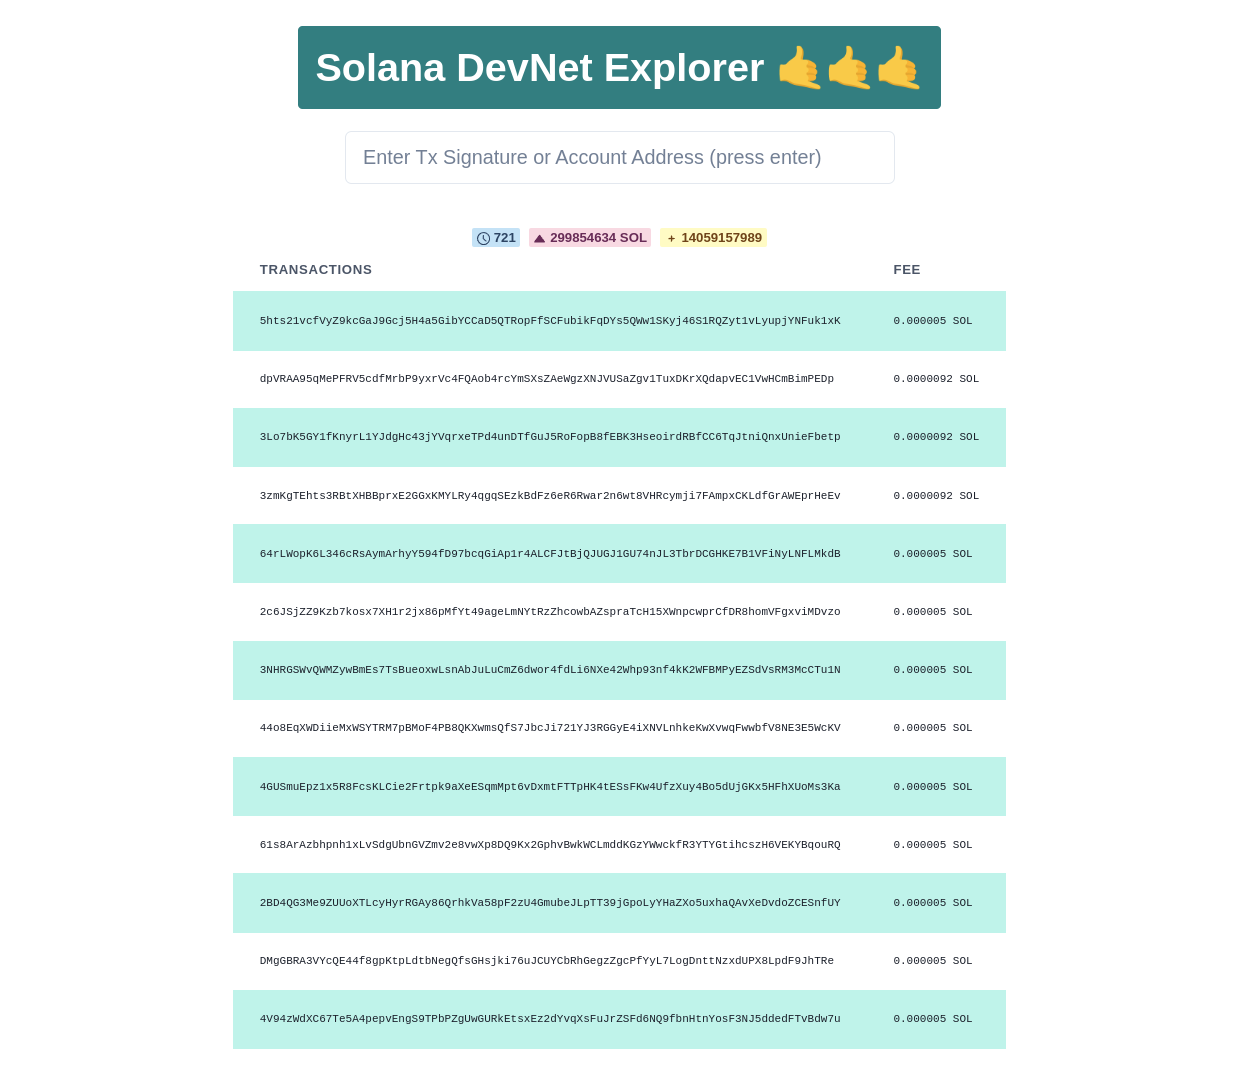 Solana DevNet Explorer 🤙🤙🤙
Enter Tx Signature or Account Address (press enter)
721 299854634 SOL + 14059157989
TRANSACTIONS FEE
5hts21vcfVyZ9kcGaJ9Gcj5H4a5GibYCCaD5QTRopFfSCFubikFqDYs5QWw1SKyj46S1RQZyt1vLyupjYNFuk1xK 0.000005 SOL
dpVRAA95qMePFRV5cdfMrbP9yxrVc4FQAob4rcYmSXsZAeWgzXNJVUSaZgv1TuxDKrXQdapvEC1VwHCmBimPEDp 0.0000092 SOL
3Lo7bK5GY1fKnyrL1YJdgHc43jYVqrxeTPd4unDTfGuJ5RoFopB8fEBK3HseoirdRBfCC6TqJtniQnxUnieFbetp 0.0000092 SOL
3zmKgTEhts3RBtXHBBprxE2GGxKMYLRy4qgqSEzkBdFz6eR6Rwar2n6wt8VHRcymji7FAmpxCKLdfGrAWEprHeEv 0.0000092 SOL
64rLWopK6L346cRsAymArhyY594fD97bcqGiAp1r4ALCFJtBjQJUGJ1GU74nJL3TbrDCGHKE7B1VFiNyLNFLMkdB 0.000005 SOL
2c6JSjZZ9Kzb7kosx7XH1r2jx86pMfYt49ageLmNYtRzZhcowbAZspraTcH15XWnpcwprCfDR8homVFgxviMDvzo 0.000005 SOL
3NHRGSWvQWMZywBmEs7TsBueoxwLsnAbJuLuCmZ6dwor4fdLi6NXe42Whp93nf4kK2WFBMPyEZSdVsRM3McCTu1N 0.000005 SOL
44o8EqXWDiieMxWSYTRM7pBMoF4PB8QKXwmsQfS7JbcJi721YJ3RGGyE4iXNVLnhkeKwXvwqFwwbfV8NE3E5WcKV 0.000005 SOL
4GUSmuEpz1x5R8FcsKLCie2Frtpk9aXeESqmMpt6vDxmtFTTpHK4tESsFKw4UfzXuy4Bo5dUjGKx5HFhXUoMs3Ka 0.000005 SOL
61s8ArAzbhpnh1xLvSdgUbnGVZmv2e8vwXp8DQ9Kx2GphvBwkWCLmddKGzYWwckfR3YTYGtihcszH6VEKYBqouRQ 0.000005 SOL
2BD4QG3Me9ZUUoXTLcyHyrRGAy86QrhkVa58pF2zU4GmubeJLpTT39jGpoLyYHaZXo5uxhaQAvXeDvdoZCESnfUY 0.000005 SOL
DMgGBRA3VYcQE44f8gpKtpLdtbNegQfsGHsjki76uJCUYCbRhGegzZgcPfYyL7LogDnttNzxdUPX8LpdF9JhTRe 0.000005 SOL
4V94zWdXC67Te5A4pepvEngS9TPbPZgUwGURkEtsxEz2dYvqXsFuJrZSFd6NQ9fbnHtnYosF3NJ5ddedFTvBdw7u 0.000005 SOL